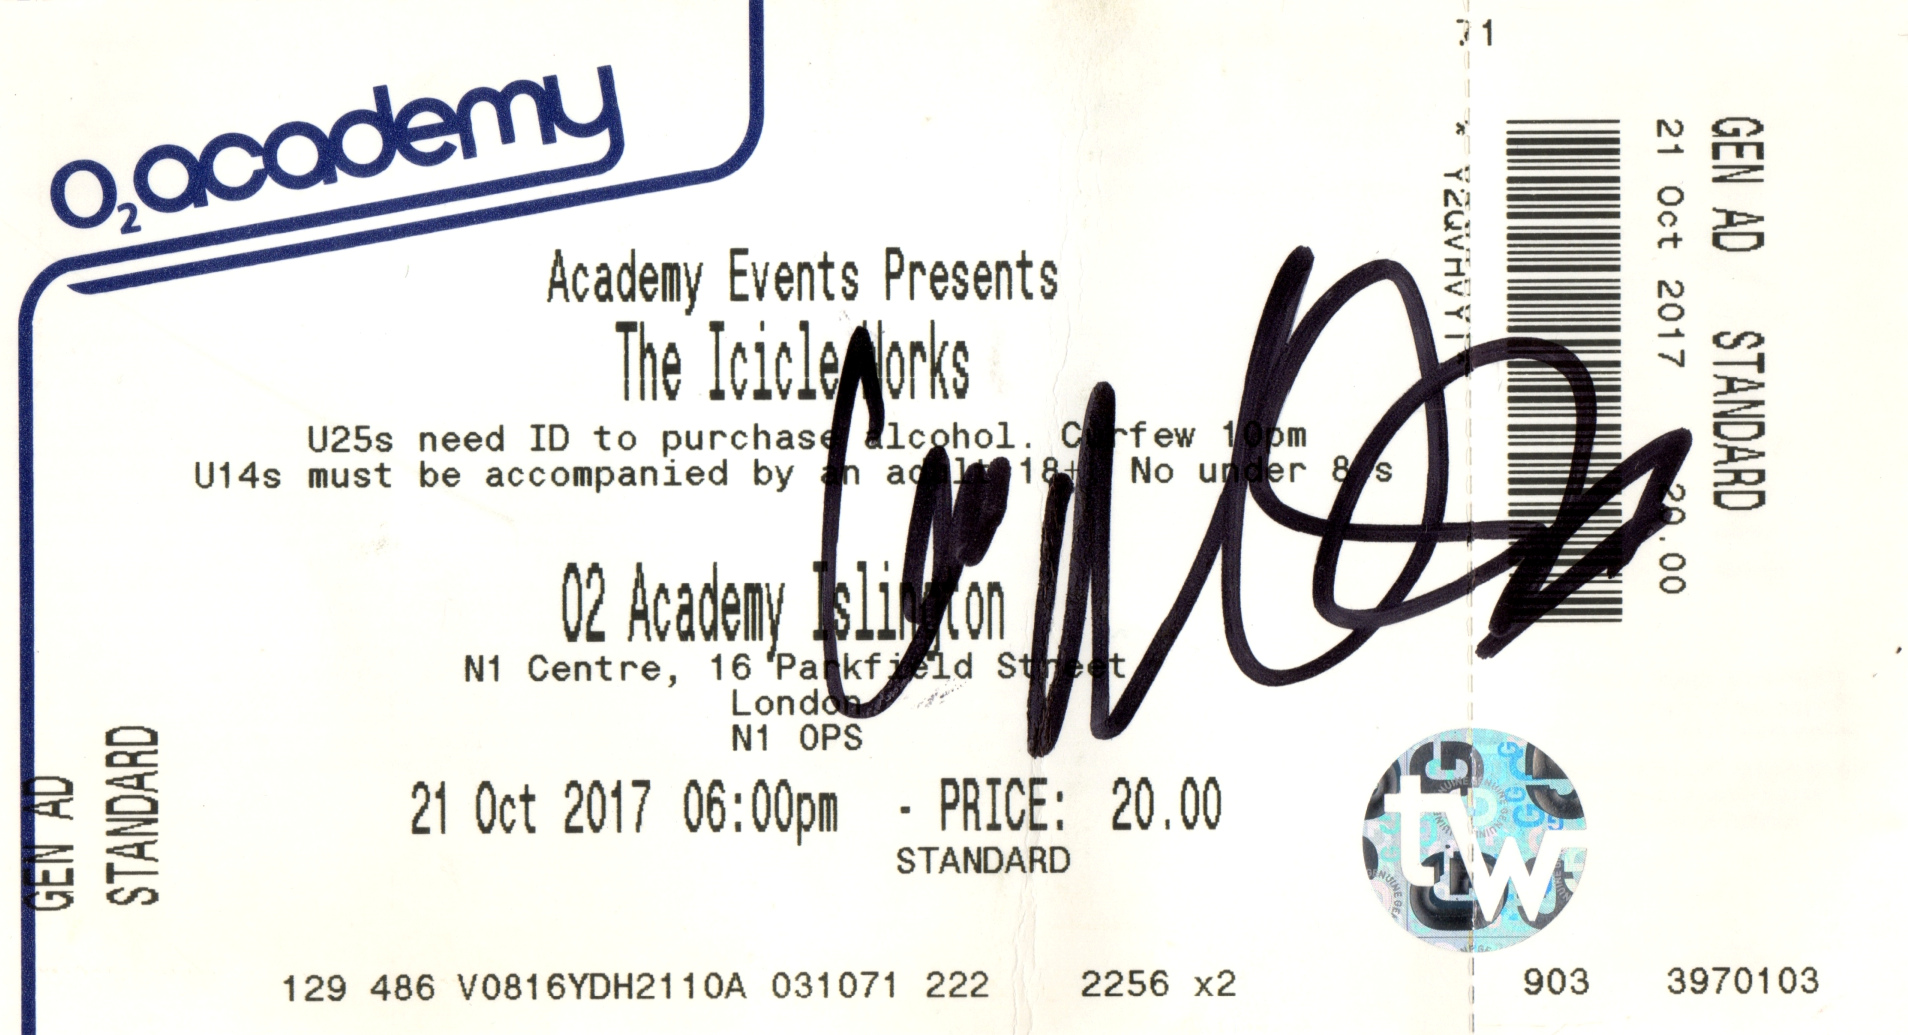 O2 academy
Academy Events Presents
The Icicle Works
U25s need ID to purchase alcohol. Curfew 10pm
U14s must be accompanied by an adult 18+. No under 8's
O2 Academy Islington
N1 Centre, 16 Parkfield Street
London
N1 0PS
21 Oct 2017 06:00pm - PRICE: 20.00
STANDARD
129 486 V0816YDH2110A 031071 222 2256 x2
GEN AD
STANDARD
71
21 Oct 2017 20.00
GEN AD STANDARD
tw
903 3970103